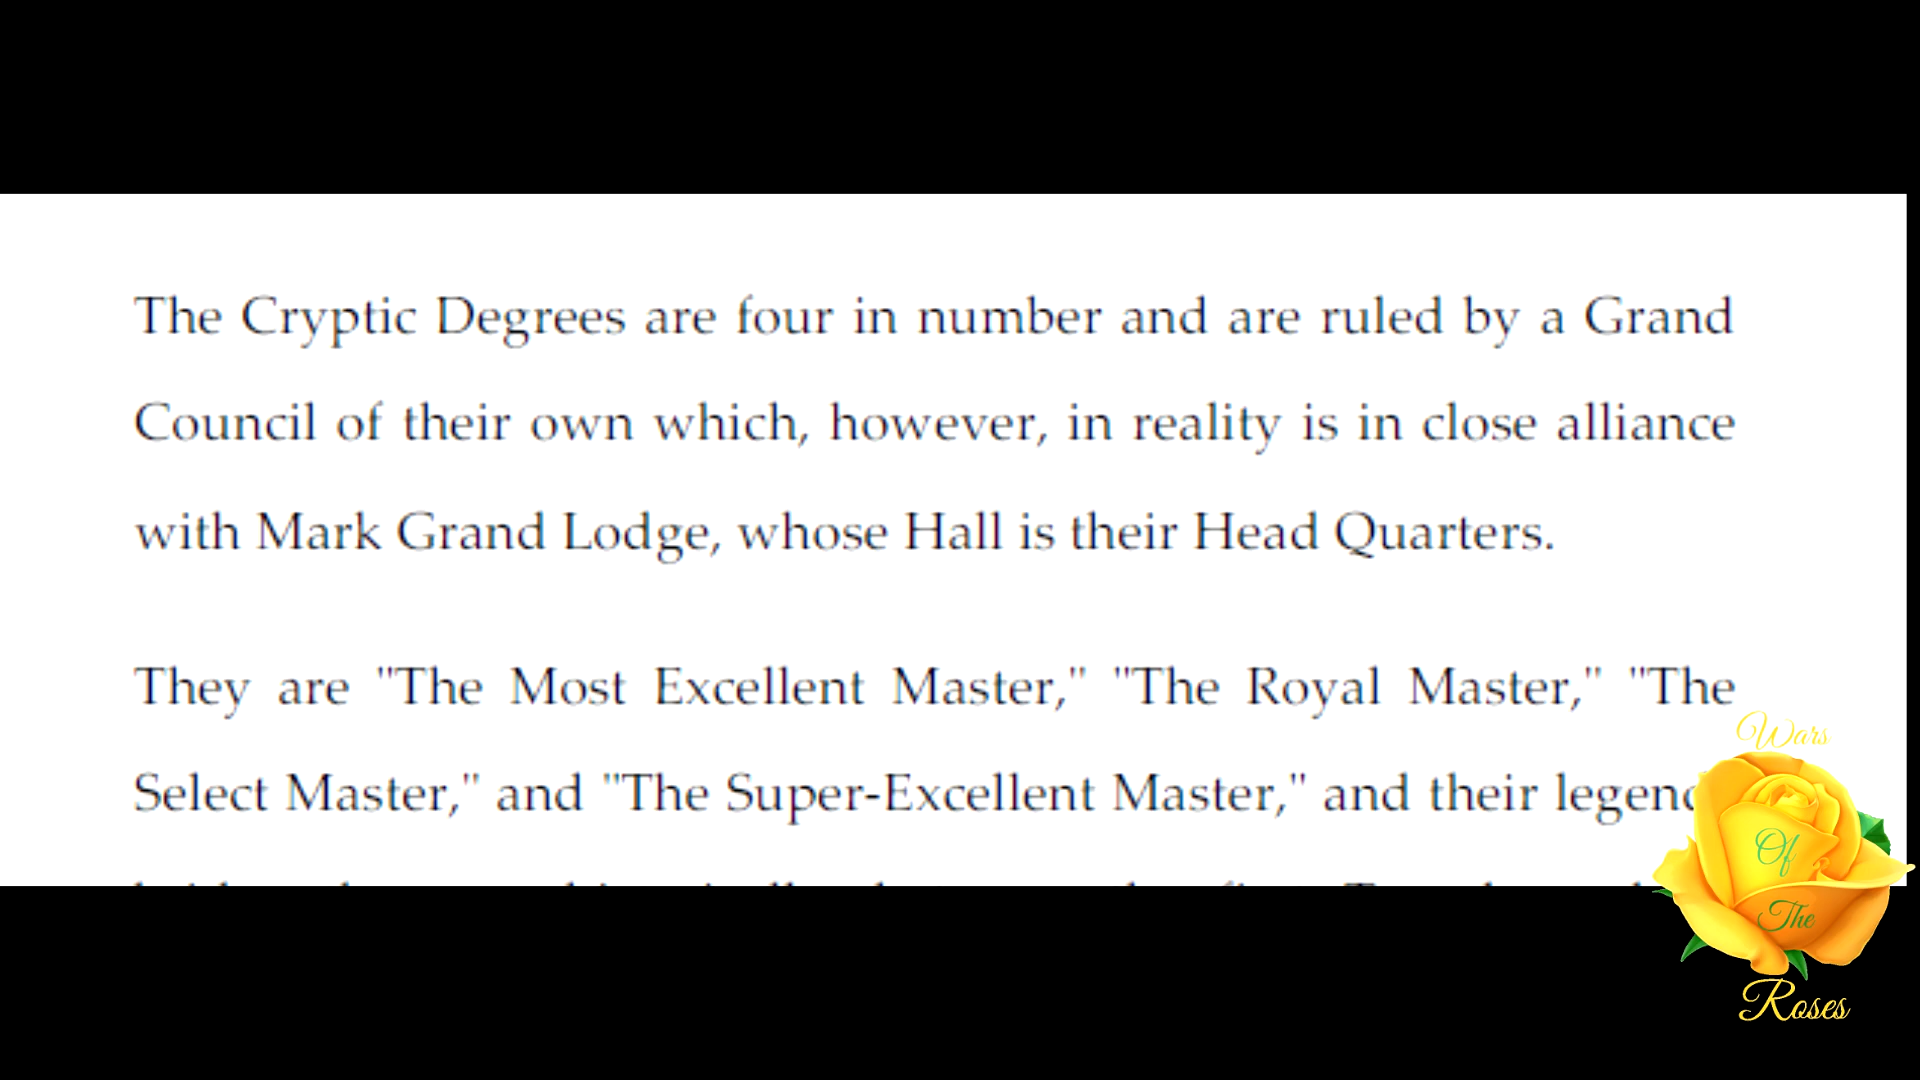 The Cryptic Degrees are four in number and are ruled by a Grand
Council of their own which, however, in reality is in close alliance
with Mark Grand Lodge, whose Hall is their Head Quarters.
They are "The Most Excellent Master," "The Royal Master," "The
Select Master," and "The Super-Excellent Master," and their
Wars
Of
The
Roses